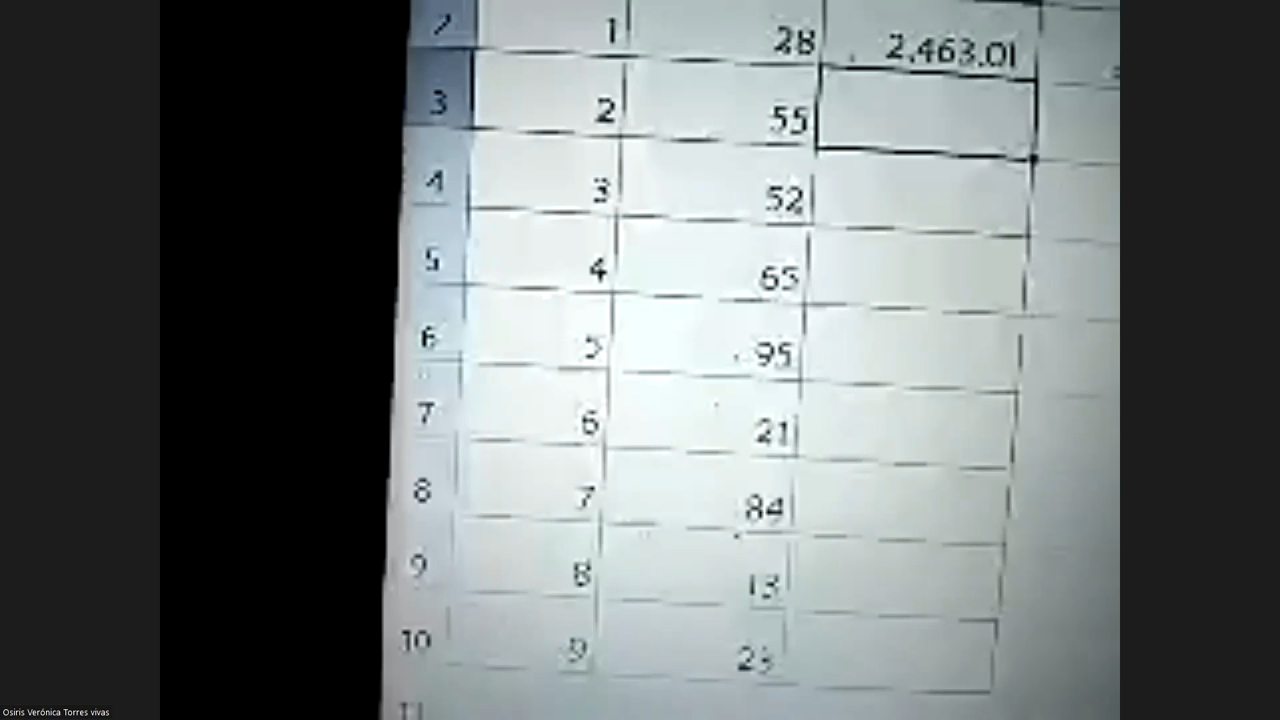 2 1 28 2,463.01
3 2 55
4 3 52
5 4 65
6 5 95
7 6 21
8 7 84
9 8 13
10 9 23
11
Osiris Verónica Torres vivas